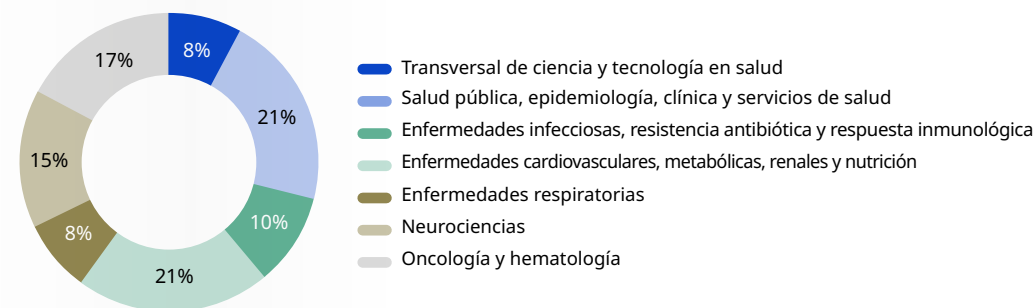 8%
21%
10%
21%
8%
15%
17%
Transversal de ciencia y tecnología en salud
Salud pública, epidemiología, clínica y servicios de salud
Enfermedades infecciosas, resistencia antibiótica y respuesta inmunológica
Enfermedades cardiovasculares, metabólicas, renales y nutrición
Enfermedades respiratorias
Neurociencias
Oncología y hematología